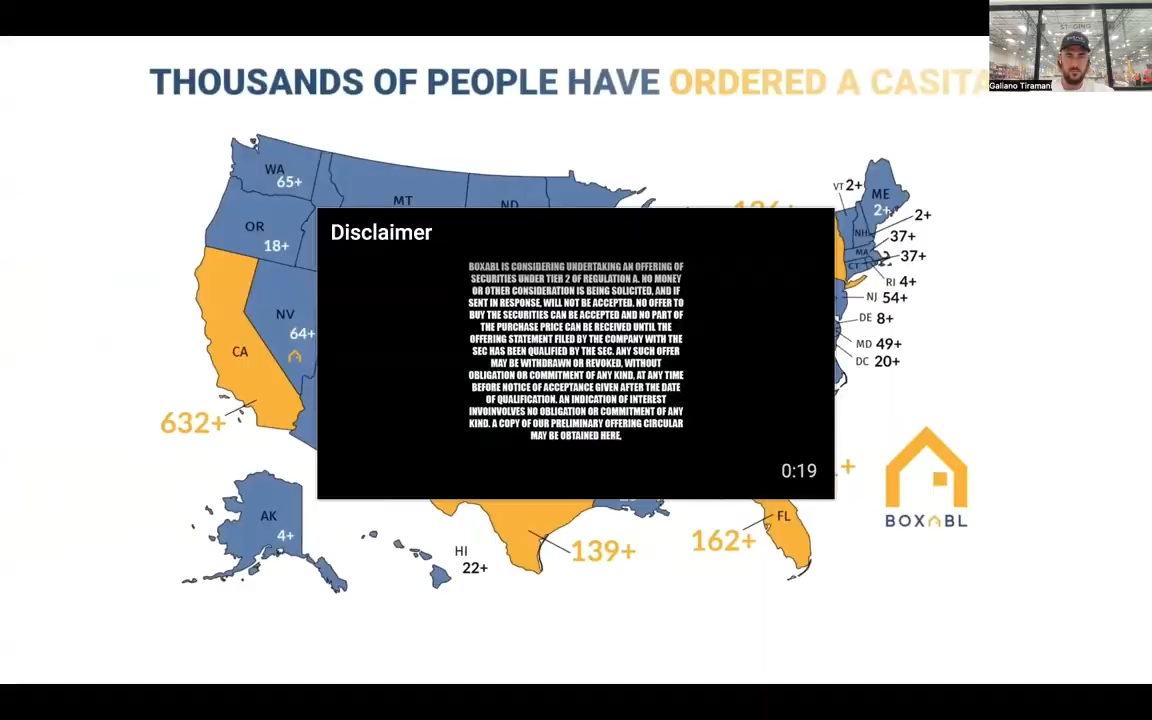 THOUSANDS OF PEOPLE HAVE ORDERED A CASITA
STAGING
Galiano Tiramani
WA
65+
MT
ND
OR
18+
NV
64+
CA
632+
VT 2+
ME
2+
2+
NH
37+
MA
37+
CT
RI 4+
NJ 54+
DE 8+
MD 49+
DC 20+
Disclaimer
BOXABL IS CONSIDERING UNDERTAKING AN OFFERING OF
SECURITIES UNDER TIER 2 OF REGULATION A. NO MONEY
OR OTHER CONSIDERATION IS BEING SOLICITED, AND IF
SENT IN RESPONSE, WILL NOT BE ACCEPTED. NO OFFER TO
BUY THE SECURITIES CAN BE ACCEPTED AND NO PART OF
THE PURCHASE PRICE CAN BE RECEIVED UNTIL THE
OFFERING STATEMENT FILED BY THE COMPANY WITH THE
SEC HAS BEEN QUALIFIED BY THE SEC. ANY SUCH OFFER
MAY BE WITHDRAWN OR REVOKED, WITHOUT
OBLIGATION OR COMMITMENT OF ANY KIND, AT ANY TIME
BEFORE NOTICE OF ACCEPTANCE GIVEN AFTER THE DATE
OF QUALIFICATION. AN INDICATION OF INTEREST
INVOINVOLVES NO OBLIGATION OR COMMITMENT OF ANY
KIND. A COPY OF OUR PRELIMINARY OFFERING CIRCULAR
MAY BE OBTAINED HERE.
0:19
AK
4+
HI
22+
139+
162+
FL
BOXABL